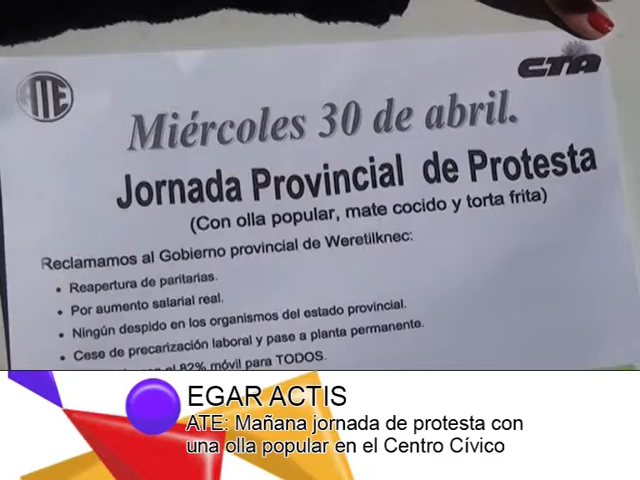 ATE
CTA
Miércoles 30 de abril.
Jornada Provincial de Protesta
(Con olla popular, mate cocido y torta frita)
Reclamamos al Gobierno provincial de Weretilknec:
• Reapertura de paritarias.
• Por aumento salarial real.
• Ningún despido en los organismos del estado provincial.
• Cese de precarización laboral y pase a planta permanente.
al 82% móvil para TODOS.
EGAR ACTIS
ATE: Mañana jornada de protesta con
una olla popular en el Centro Cívico